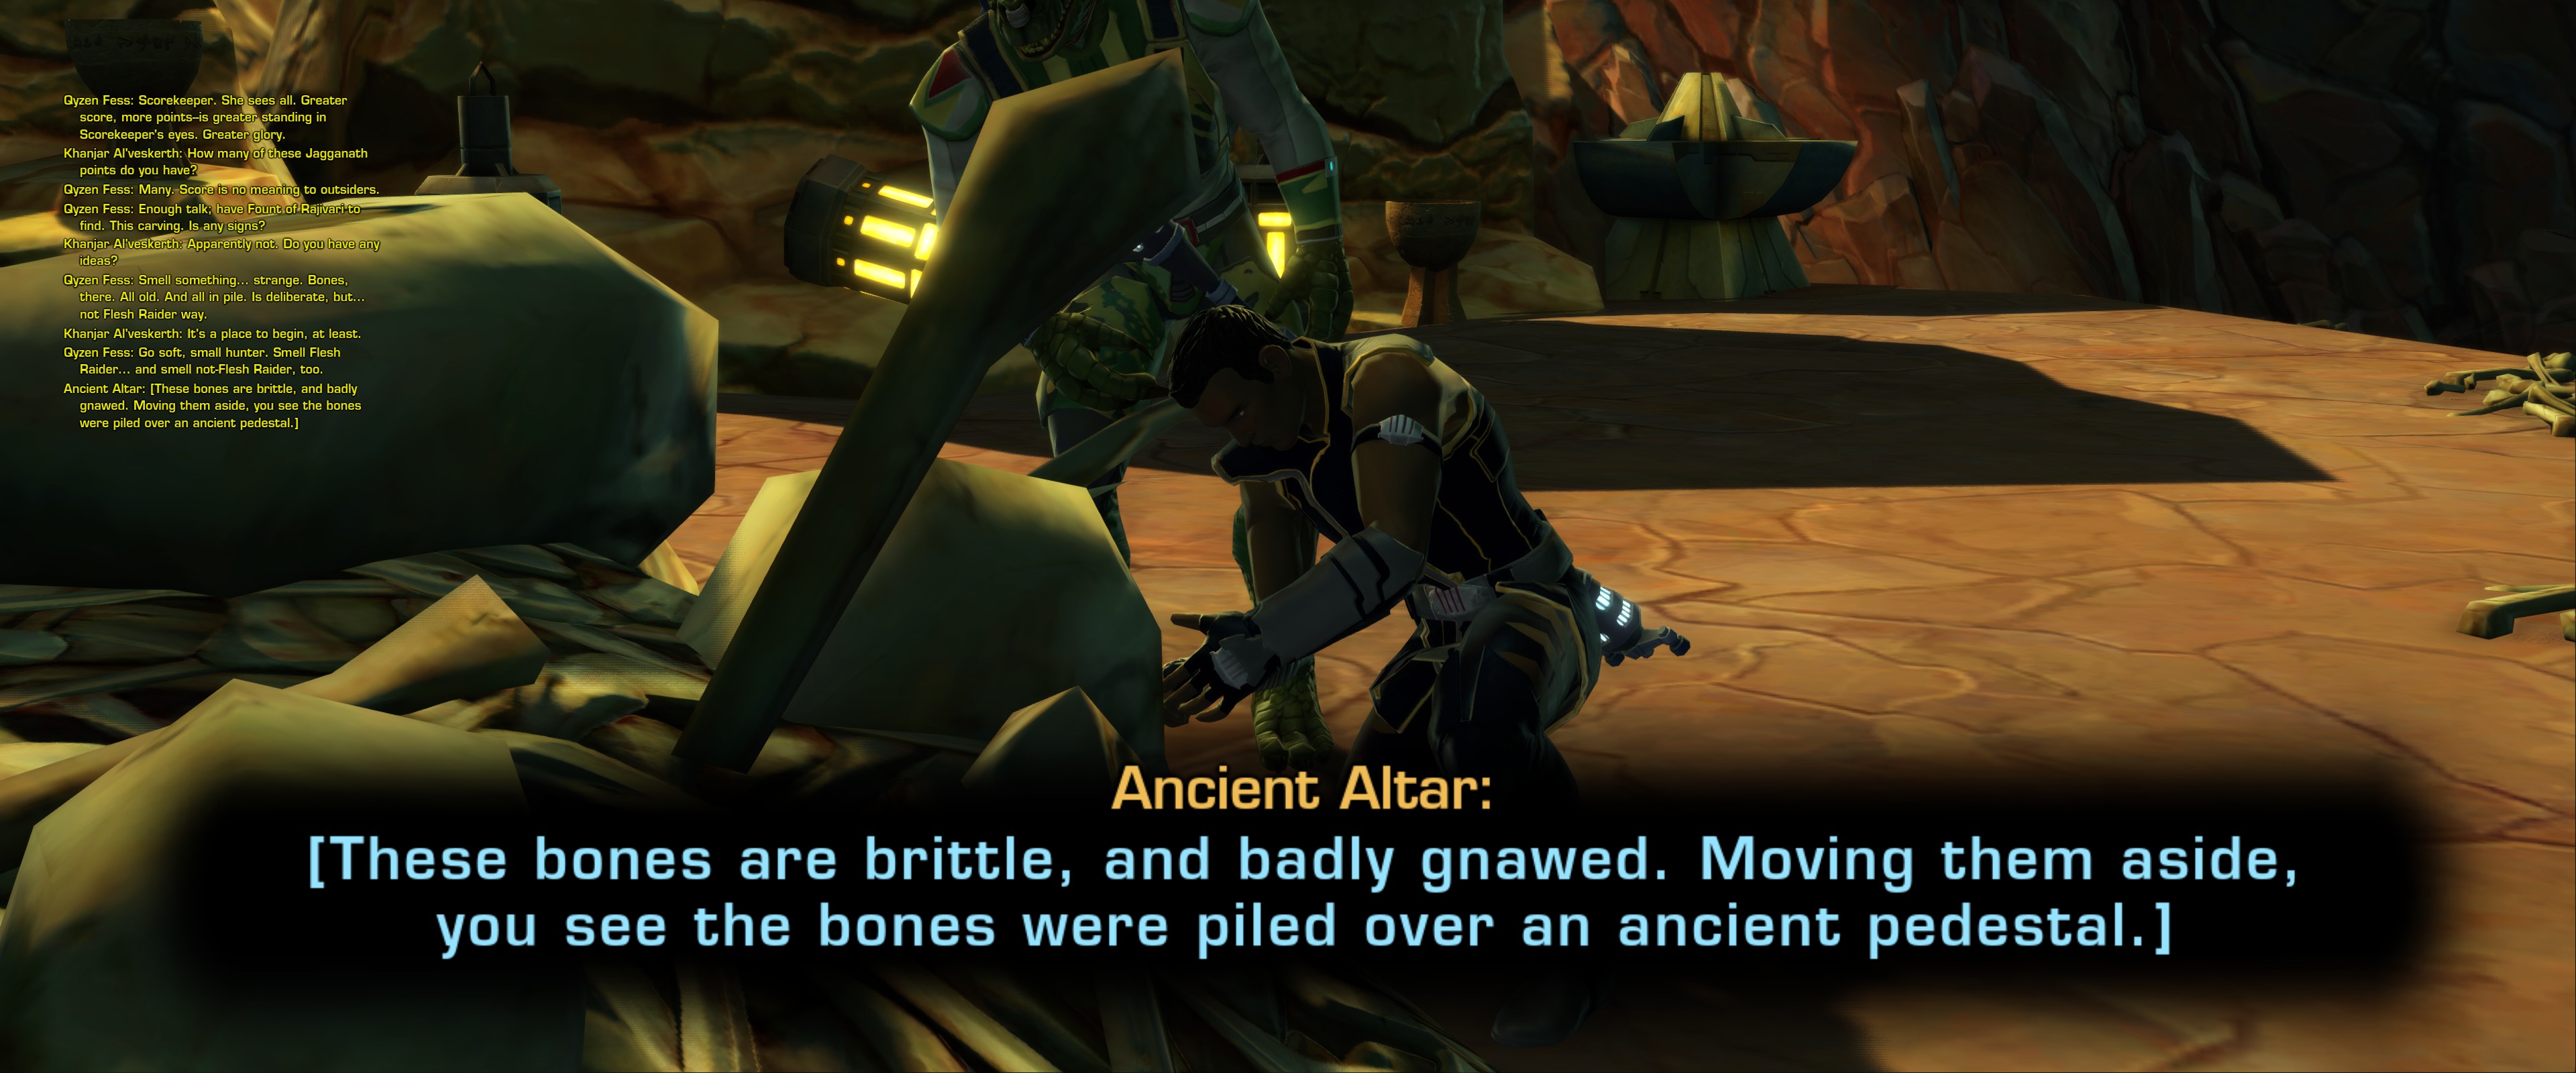 Qyzen Fess: Scorekeeper. She sees all. Greater
score, more points–is greater standing in
Scorekeeper's eyes. Greater glory.
Khanjar Al'veskerth: How many of these Jagganath
points do you have?
Qyzen Fess: Many. Score is no meaning to outsiders.
Qyzen Fess: Enough talk; have Fount of Rajivari to
find. This carving. Is any signs?
Khanjar Al'veskerth: Apparently not. Do you have any
ideas?
Qyzen Fess: Smell something... strange. Bones,
there. All old. And all in pile. Is deliberate, but...
not Flesh Raider way.
Khanjar Al'veskerth: It's a place to begin, at least.
Qyzen Fess: Go soft, small hunter. Smell Flesh
Raider... and smell not-Flesh Raider, too.
Ancient Altar: [These bones are brittle, and badly
gnawed. Moving them aside, you see the bones
were piled over an ancient pedestal.]
Ancient Altar:
[These bones are brittle, and badly gnawed. Moving them aside,
you see the bones were piled over an ancient pedestal.]